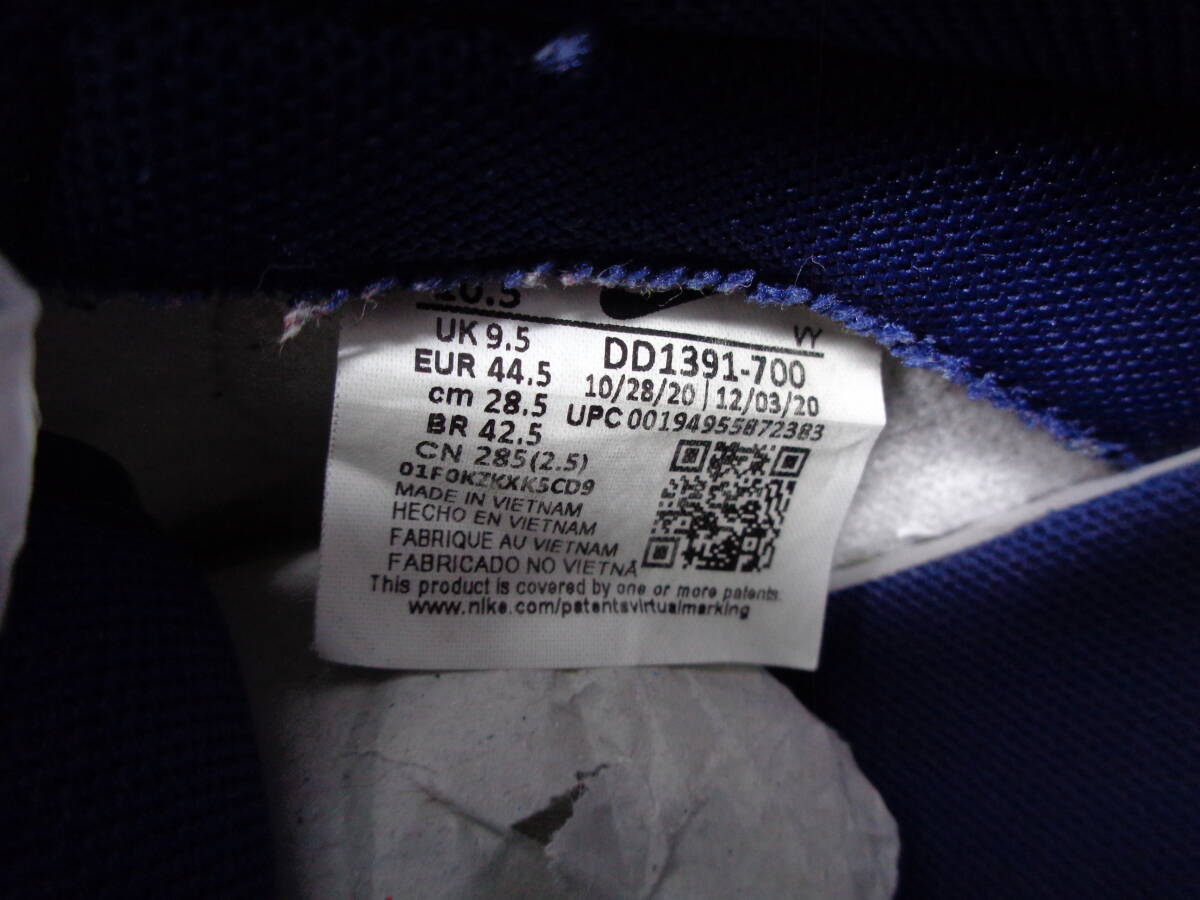 10.5
VY
UK 9.5
EUR 44.5
cm 28.5
BR 42.5
CN 285(2.5)
DD1391-700
10/28/20 | 12/03/20
UPC 00194955872383
01F0KZKXK5CD9
MADE IN VIETNAM
HECHO EN VIETNAM
FABRIQUE AU VIETNAM
FABRICADO NO VIETNÃ
This product is covered by one or more patents.
www.nike.com/patentsvirtualmarking